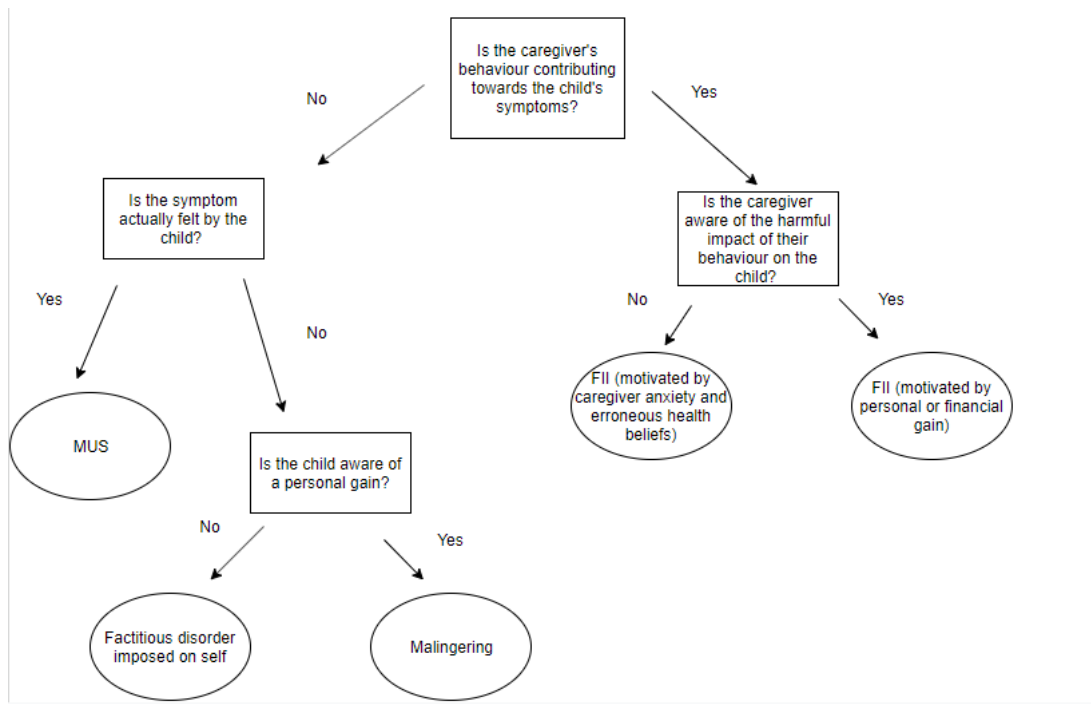 Is the caregiver's
behaviour contributing
towards the child's
symptoms?
No
Yes
Is the symptom
actually felt by the
child?
Is the caregiver
aware of the harmful
impact of their
behaviour on the
child?
Yes
No
No
Yes
MUS
FII (motivated by
caregiver anxiety and
erroneous health
beliefs)
FII (motivated by
personal or financial
gain)
Is the child aware of
a personal gain?
No
Yes
Factitious disorder
imposed on self
Malingering